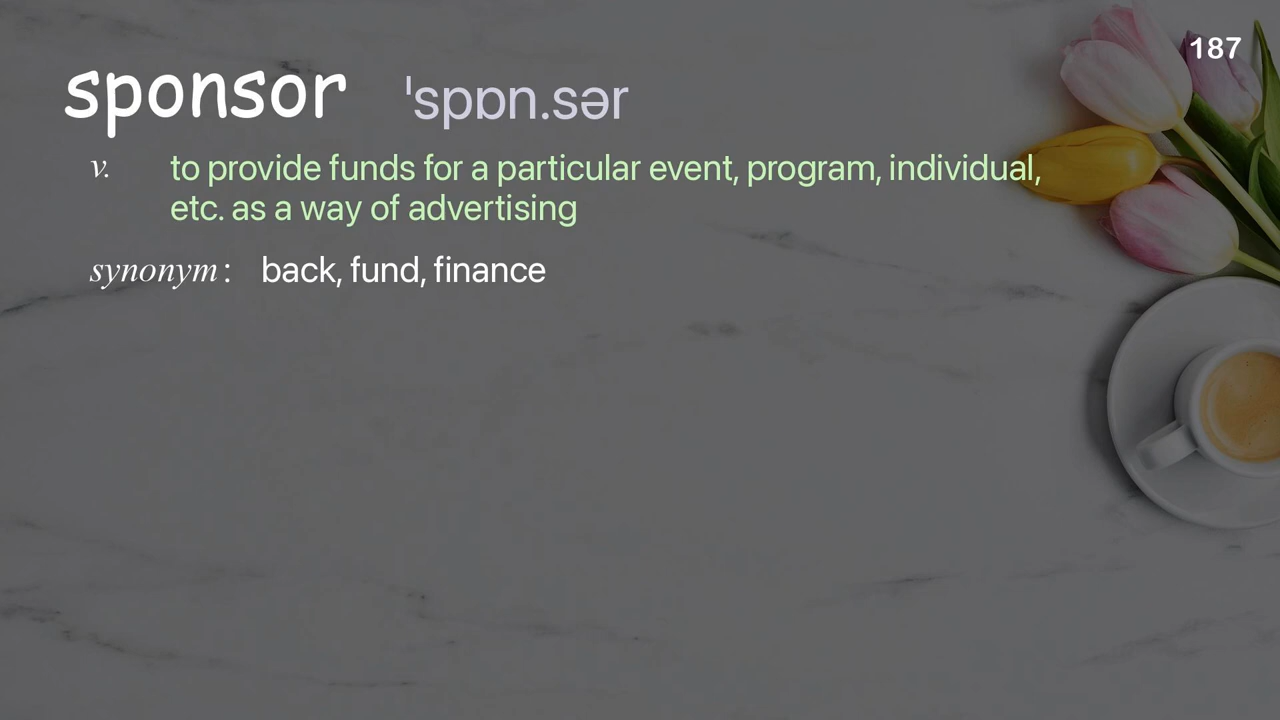 187
sponsor ˈspɒn.sər
v. to provide funds for a particular event, program, individual,
etc. as a way of advertising
synonym: back, fund, finance